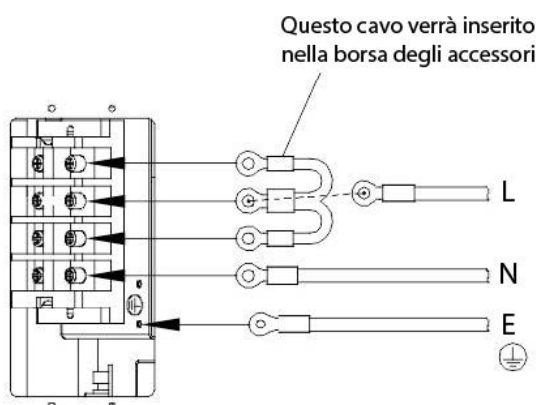 Questo cavo verrà inserito
nella borsa degli accessori
L
N
E